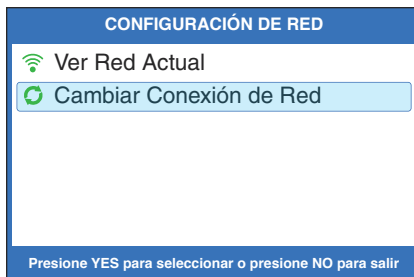 CONFIGURACIÓN DE RED
Ver Red Actual
Cambiar Conexión de Red
Presione YES para seleccionar o presione NO para salir